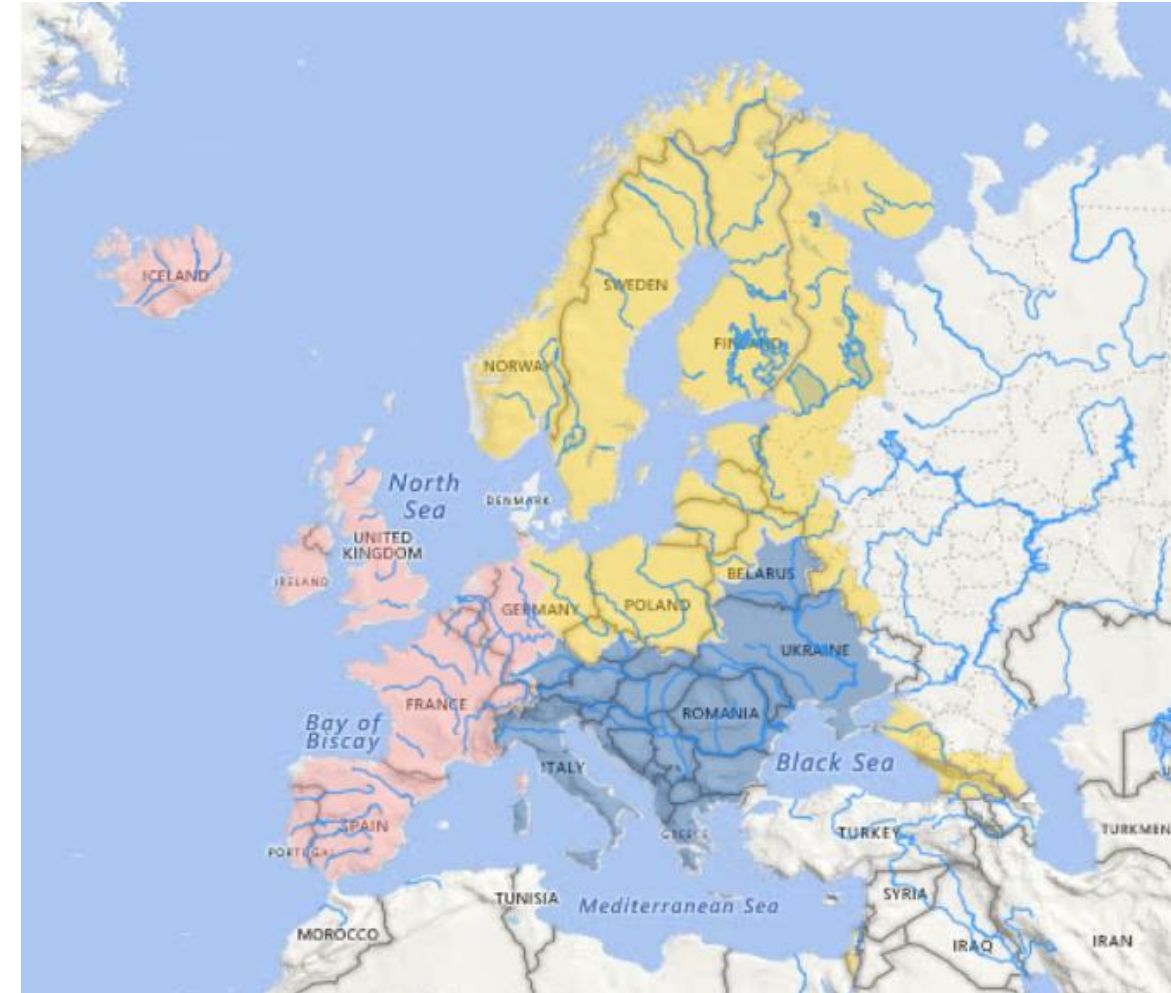 ICELAND
SWEDEN
FINLAND
NORWAY
North
Sea
DENMARK
UNITED
KINGDOM
IRELAND
GERMANY
POLAND
BELARUS
UKRAINE
FRANCE
ROMANIA
Bay of
Biscay
ITALY
Black Sea
SPAIN
PORTUGAL
GREECE
TURKEY
TURKMEN
TUNISIA
Mediterranean Sea
SYRIA
MOROCCO
IRAQ
IRAN